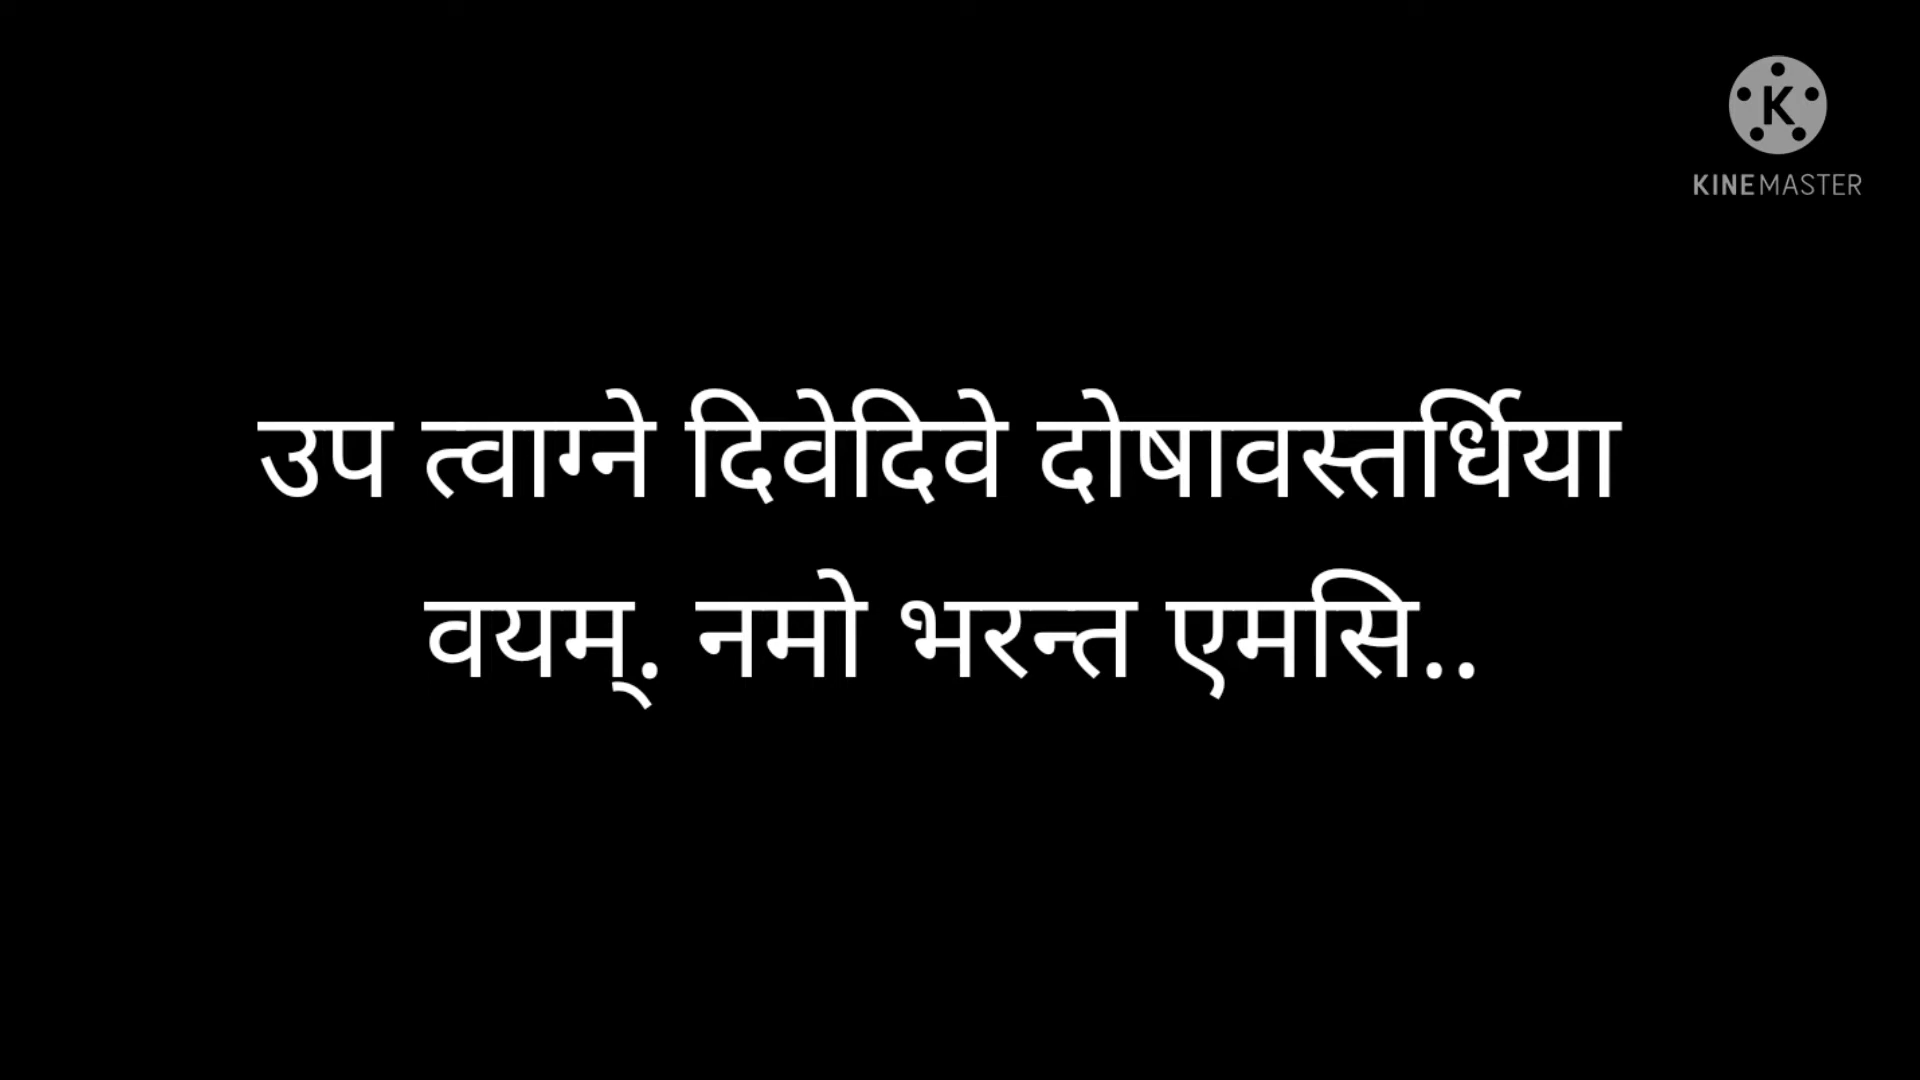 KINEMASTER
उप त्वाग्ने दिवेदिवे दोषावस्तर्धिया
वयम्. नमो भरन्त एमसि..